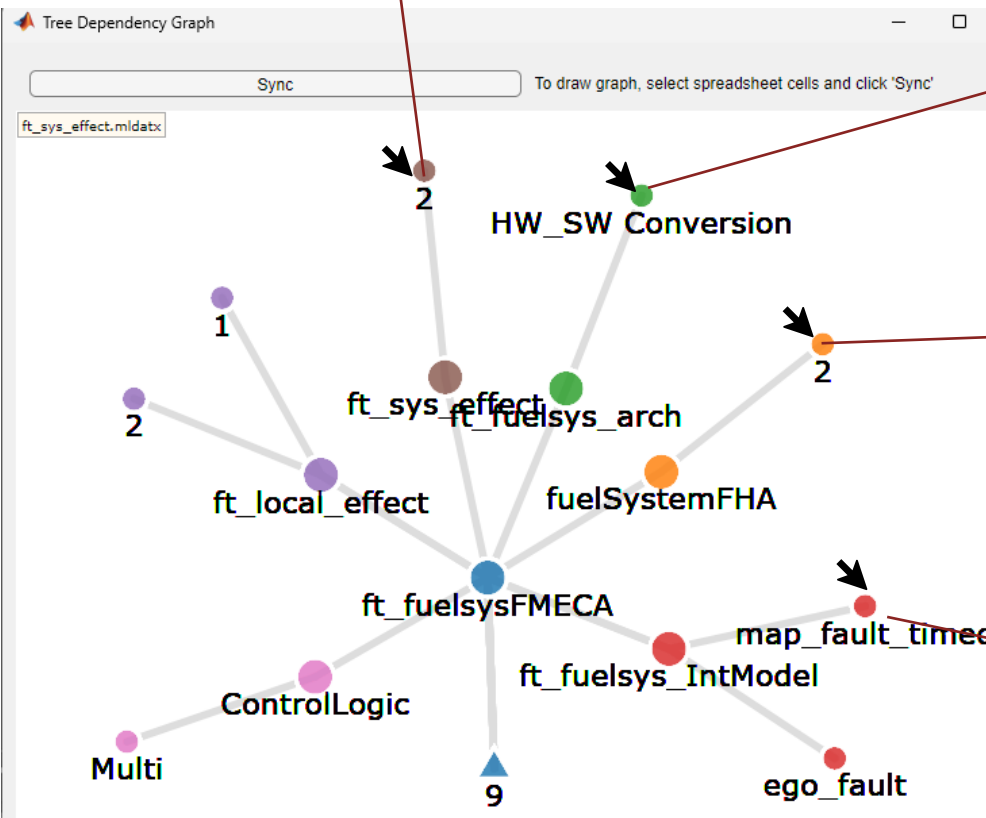 Tree Dependency Graph
Sync
To draw graph, select spreadsheet cells and click 'Sync'
ft_sys_effect.mldatx
2
HW_SW Conversion
1
2
2
ft_sys_effect
ft_fuelsys_arch
ft_local_effect
fuelSystemFHA
ft_fuelsysFMECA
map_fault_timed
ft_fuelsys_IntModel
ControlLogic
Multi
9
ego_fault